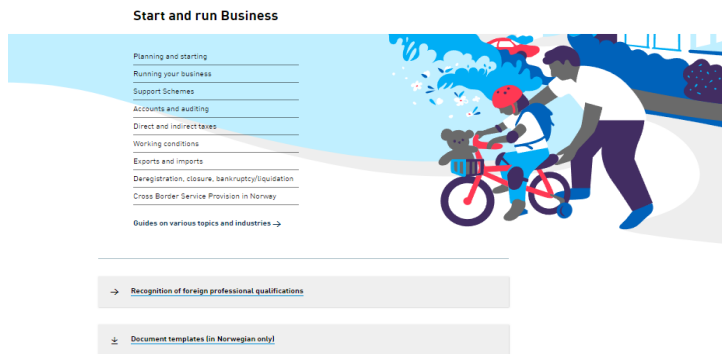 Start and run Business
Planning and starting
Running your business
Support Schemes
Accounts and auditing
Direct and indirect taxes
Working conditions
Exports and imports
Deregistration, closure, bankruptcy/liquidation
Cross Border Service Provision in Norway
Guides on various topics and industries
Recognition of foreign professional qualifications
Document templates (in Norwegian only)